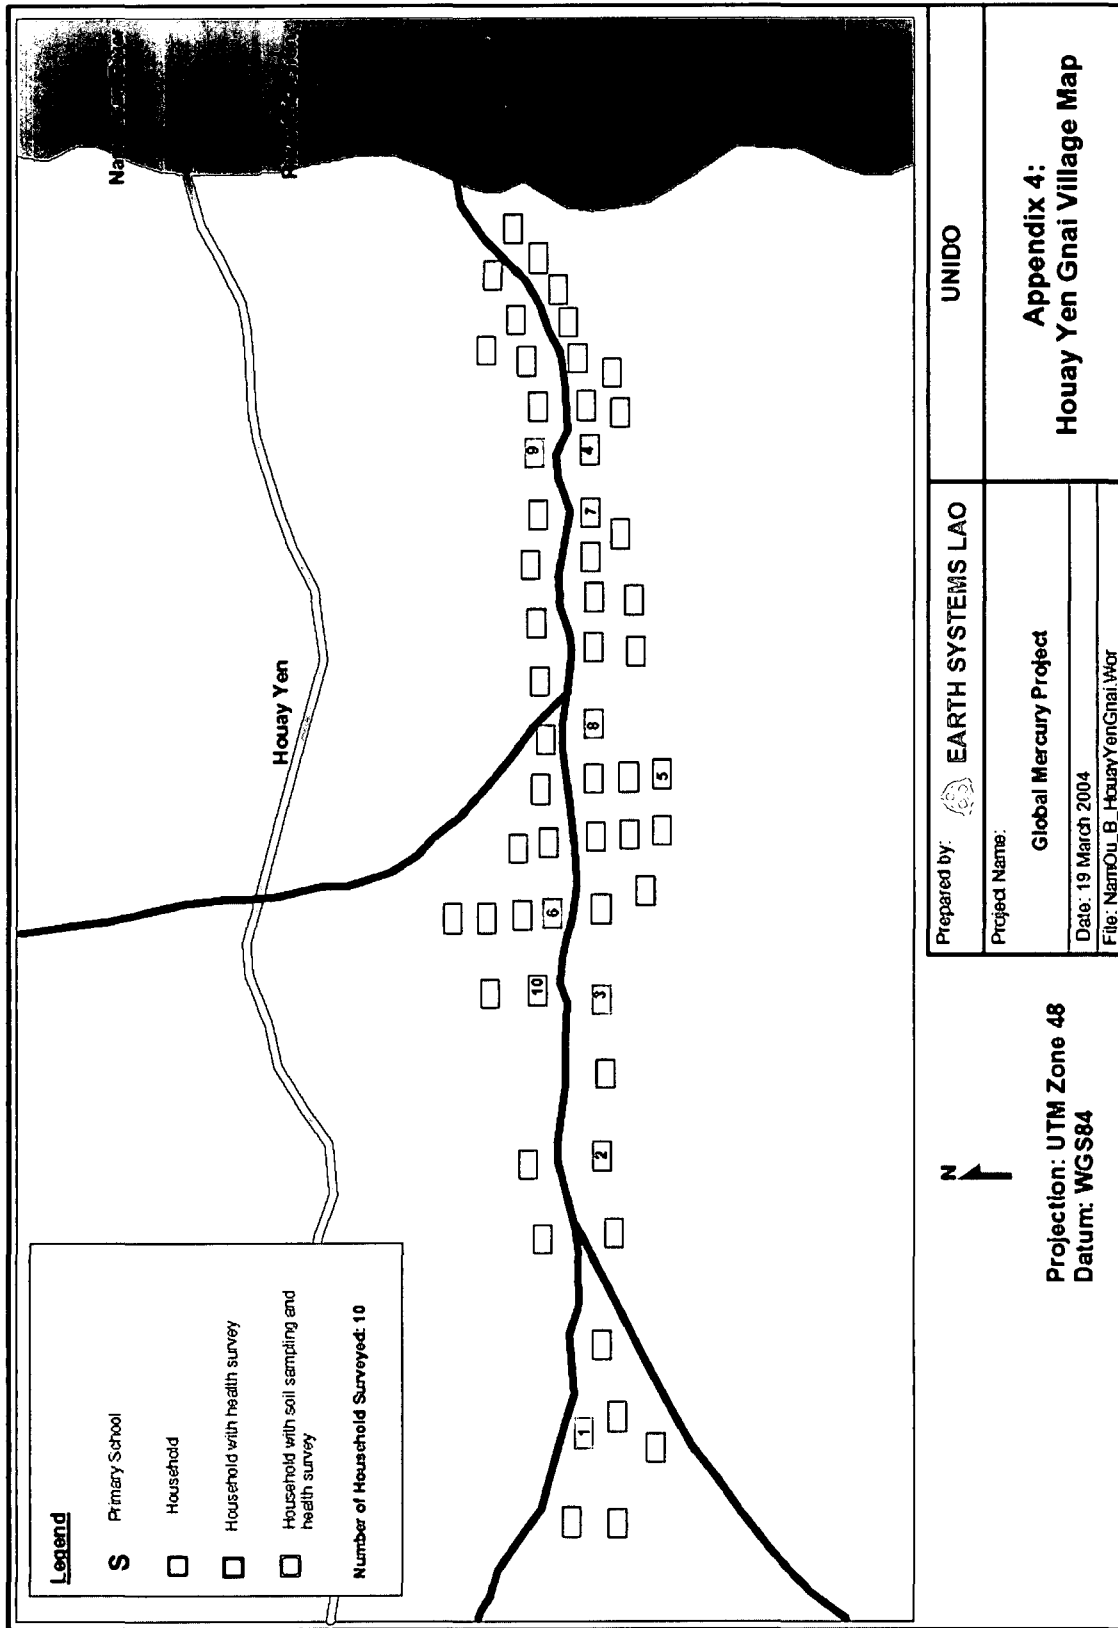 Legend
S Primary School
Household
Household with health survey
Household with soil sampling and
health survey
Number of Household Surveyed: 10
Houay Yen
1
2
3
10
6
5
8
7
4
9
N
Projection: UTM Zone 48
Datum: WGS84
Prepared by:
EARTH SYSTEMS LAO
UNIDO
Project Name:
Global Mercury Project
Date: 19 March 2004
File: NamOu_B_HouayYenGnai.Wor
Appendix 4:
Houay Yen Gnai Village Map